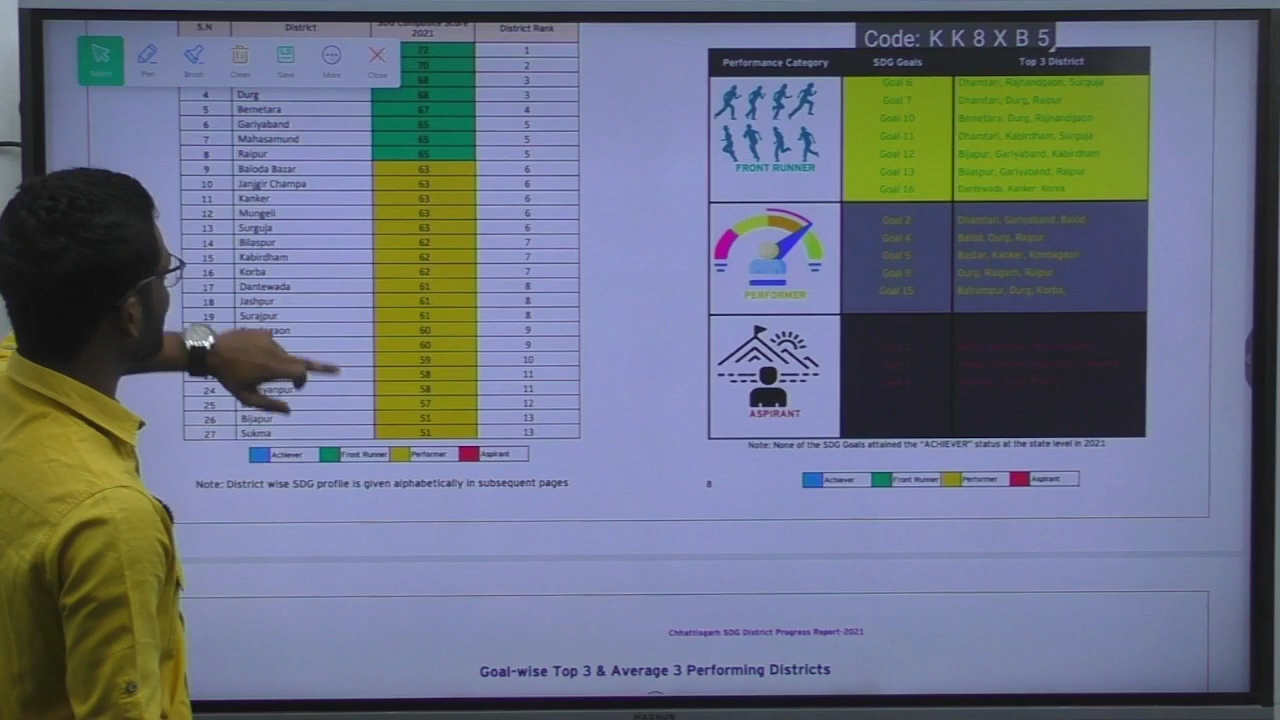 Code: K K 8 X B 5
S.N District SDG Composite Score 2021 District Rank
Select Pen Brush Clean Save More Close
72 1
70 2
68 3
4 Durg 68 3
5 Bemetara 67 4
6 Gariyaband 65 5
7 Mahasamund 65 5
8 Raipur 65 5
9 Baloda Bazar 63 6
10 Janjgir Champa 63 6
11 Kanker 63 6
12 Mungeli 63 6
13 Surguja 63 6
14 Bilaspur 62 7
15 Kabirdham 62 7
16 Korba 62 7
17 Dantewada 61 8
18 Jashpur 61 8
19 Surajpur 61 8
60 9
60 9
59 10
58 11
24 58 11
25 57 12
26 Bijapur 51 13
27 Sukma 51 13
Achiever Front Runner Performer Aspirant
Note: District wise SDG profile is given alphabetically in subsequent pages
Performance Category SDG Goals Top 3 District
Goal 6 Dhamtari, Rajnandgaon, Surguja
Goal 7 Dhamtari, Durg, Raipur
Goal 10 Bemetara, Durg, Rajnandgaon
Goal 11 Dhamtari, Kabirdham, Surguja
Goal 12 Bijapur, Gariyaband, Kabirdham
Goal 13 Bilaspur, Gariyaband, Raipur
Goal 16 Dantewada, Kanker, Korea
FRONT RUNNER
Goal 2 Dhamtari, Gariyaband, Balod
Goal 4 Balod, Durg, Raipur
Goal 5 Bastar, Kanker, Kondagaon
Goal 9 Durg, Raigarh, Raipur
Goal 15 Balrampur, Durg, Korba,
PERFORMER
ASPIRANT
Note: None of the SDG Goals attained the "ACHIEVER" status at the state level in 2021
8
Achiever Front Runner Performer Aspirant
Chhattisgarh SDG District Progress Report-2021
Goal-wise Top 3 & Average 3 Performing Districts